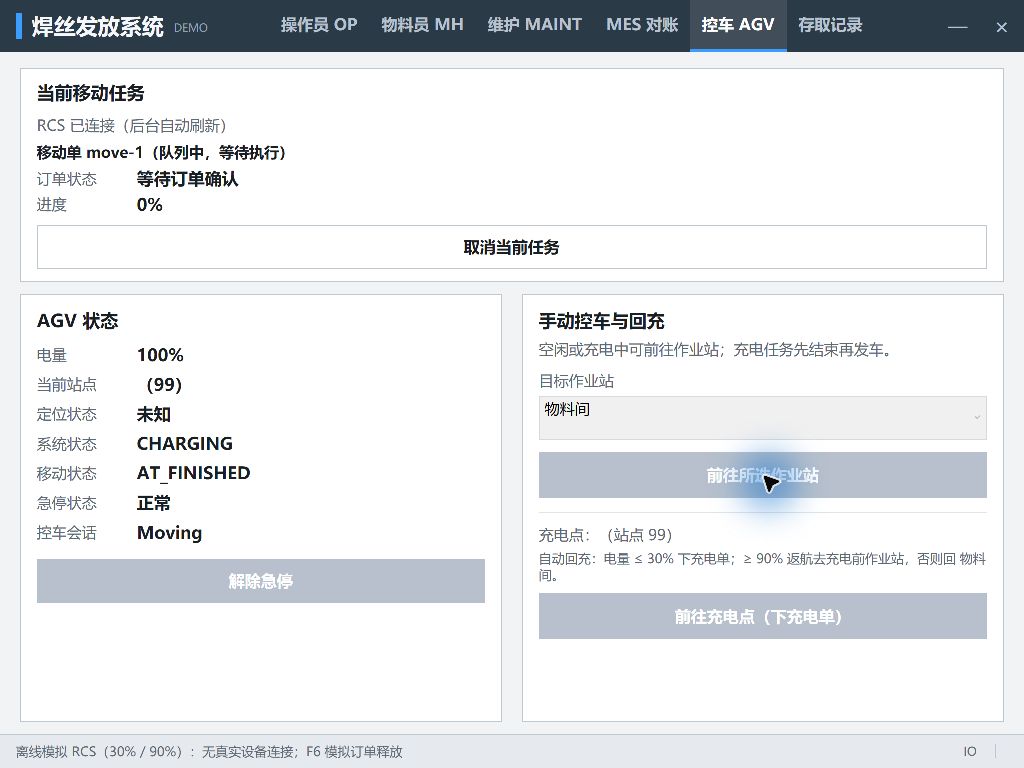 焊丝发放系统 DEMO 操作员 OP 物料员 MH 维护 MAINT MES 对账 控车 AGV 存取记录
当前移动任务
RCS 已连接（后台自动刷新）
移动单 move-1（队列中，等待执行）
订单状态 等待订单确认
进度 0%
取消当前任务
AGV 状态
电量 100%
当前站点 （99）
定位状态 未知
系统状态 CHARGING
移动状态 AT_FINISHED
急停状态 正常
控车会话 Moving
解除急停
手动控车与回充
空闲或充电中可前往作业站；充电任务先结束再发车。
目标作业站
物料间
前往所选作业站
充电点：（站点 99）
自动回充：电量 ≤ 30% 下充电单；≥ 90% 返航去充电前作业站，否则回 物料
间。
前往充电点（下充电单）
离线模拟 RCS（30% / 90%）：无真实设备连接；F6 模拟订单释放
IO